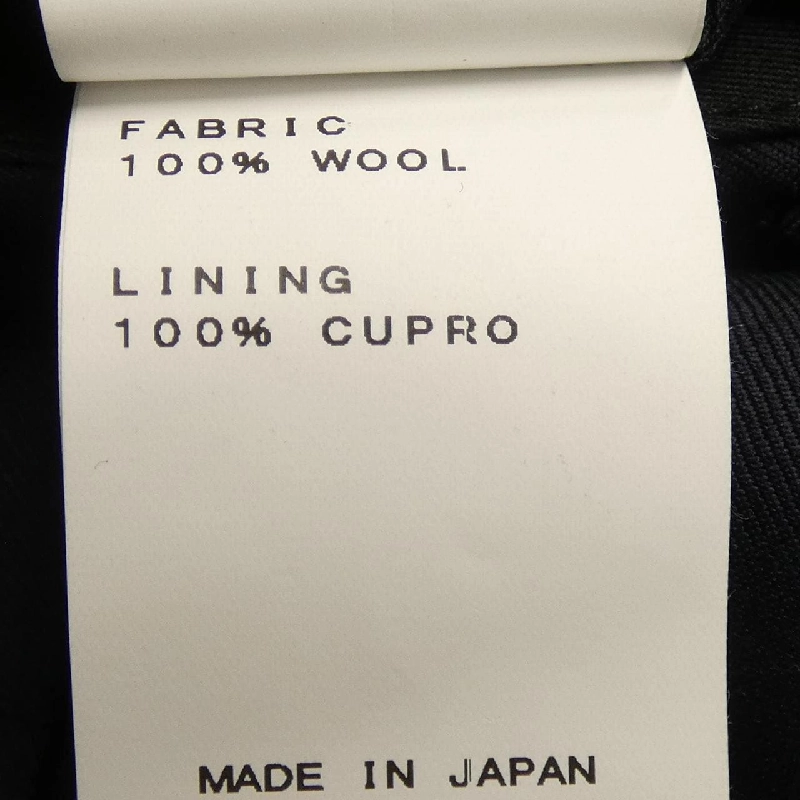 FABRIC
100% WOOL
LINING
100% CUPRO
MADE IN JAPAN